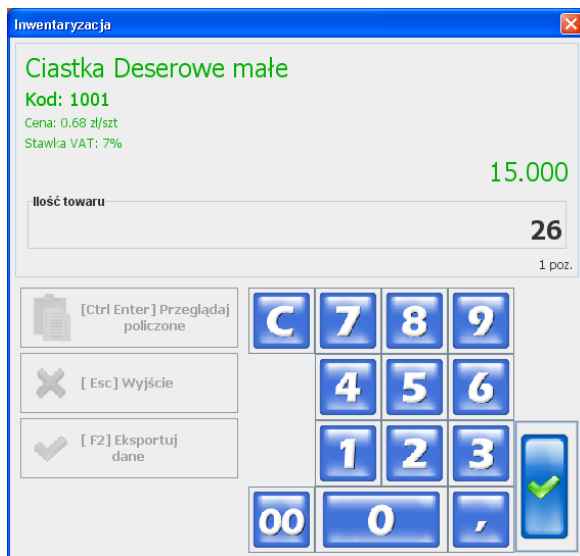 Inwentaryzacja
Ciastka Deserowe małe
Kod: 1001
Cena: 0.68 zł/szt
Stawka VAT: 7%
15.000
Ilość towaru
26
1 poz.
[Ctrl Enter] Przeglądaj
policzone
[ Esc] Wyjście
[ F2] Eksportuj
dane
C 7 8 9
4 5 6
1 2 3
00 0 ,